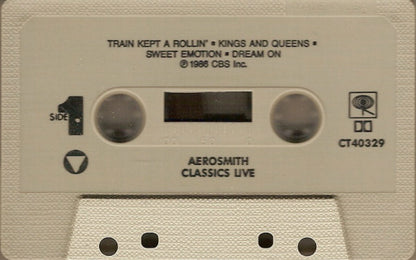 TRAIN KEPT A ROLLIN' • KINGS AND QUEENS •
SWEET EMOTION • DREAM ON
℗ 1986 CBS Inc.
SIDE 1
CT40329
AEROSMITH
CLASSICS LIVE